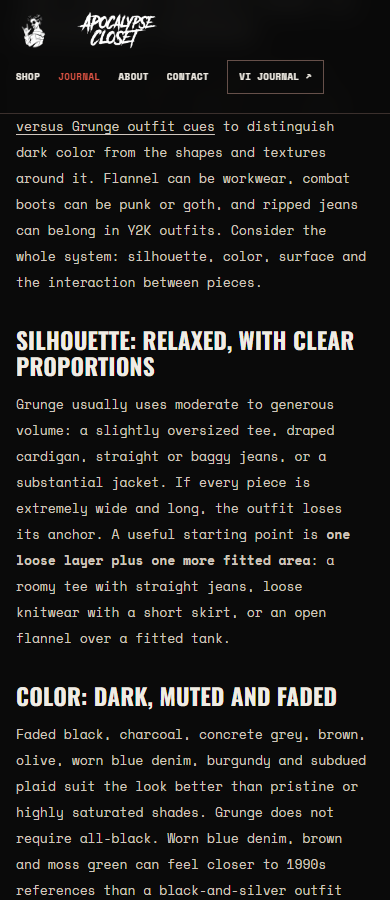 APOCALYPSE
CLOSET
SHOP JOURNAL ABOUT CONTACT VI JOURNAL ↗
versus Grunge outfit cues to distinguish
dark color from the shapes and textures
around it. Flannel can be workwear, combat
boots can be punk or goth, and ripped jeans
can belong in Y2K outfits. Consider the
whole system: silhouette, color, surface and
the interaction between pieces.
SILHOUETTE: RELAXED, WITH CLEAR
PROPORTIONS
Grunge usually uses moderate to generous
volume: a slightly oversized tee, draped
cardigan, straight or baggy jeans, or a
substantial jacket. If every piece is
extremely wide and long, the outfit loses
its anchor. A useful starting point is one
loose layer plus one more fitted area: a
roomy tee with straight jeans, loose
knitwear with a short skirt, or an open
flannel over a fitted tank.
COLOR: DARK, MUTED AND FADED
Faded black, charcoal, concrete grey, brown,
olive, worn blue denim, burgundy and subdued
plaid suit the look better than pristine or
highly saturated shades. Grunge does not
require all-black. Worn blue denim, brown
and moss green can feel closer to 1990s
references than a black-and-silver outfit